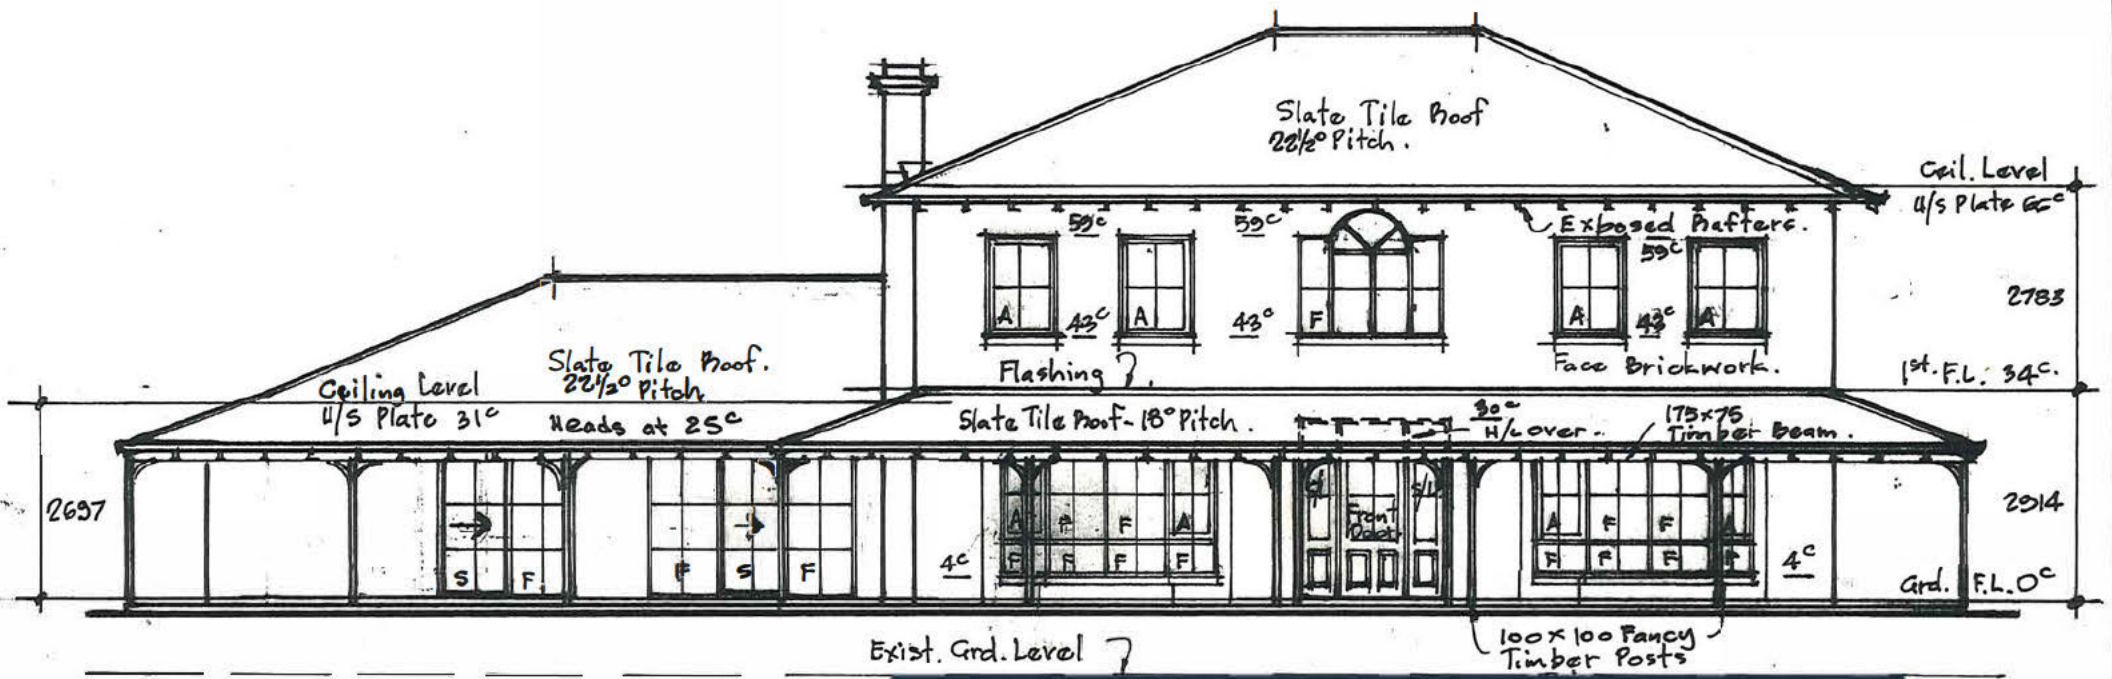 Slate Tile Roof
22½° Pitch.
Ceil. Level
U/S Plate 66ᶜ
59ᶜ
59ᶜ
Exposed Rafters.
59ᶜ
2783
A
43ᶜ
A
43ᶜ
F
A
43ᶜ
A
Flashing
Face Brickwork.
1st. F.L. 34ᶜ.
Slate Tile Roof.
22½° Pitch
Ceiling Level
U/S Plate 31ᶜ
Heads at 25ᶜ
Slate Tile Roof - 18° Pitch.
30ᶜ
H/L over.
175x75
Timber Beam.
2697
2914
S/L
Front
Door
A F F A
A F F A
S F
F S F
4ᶜ
F F F F
F F F F
4ᶜ
Grd. F.L. 0ᶜ
Exist. Grd. Level
100 x 100 Fancy
Timber Posts